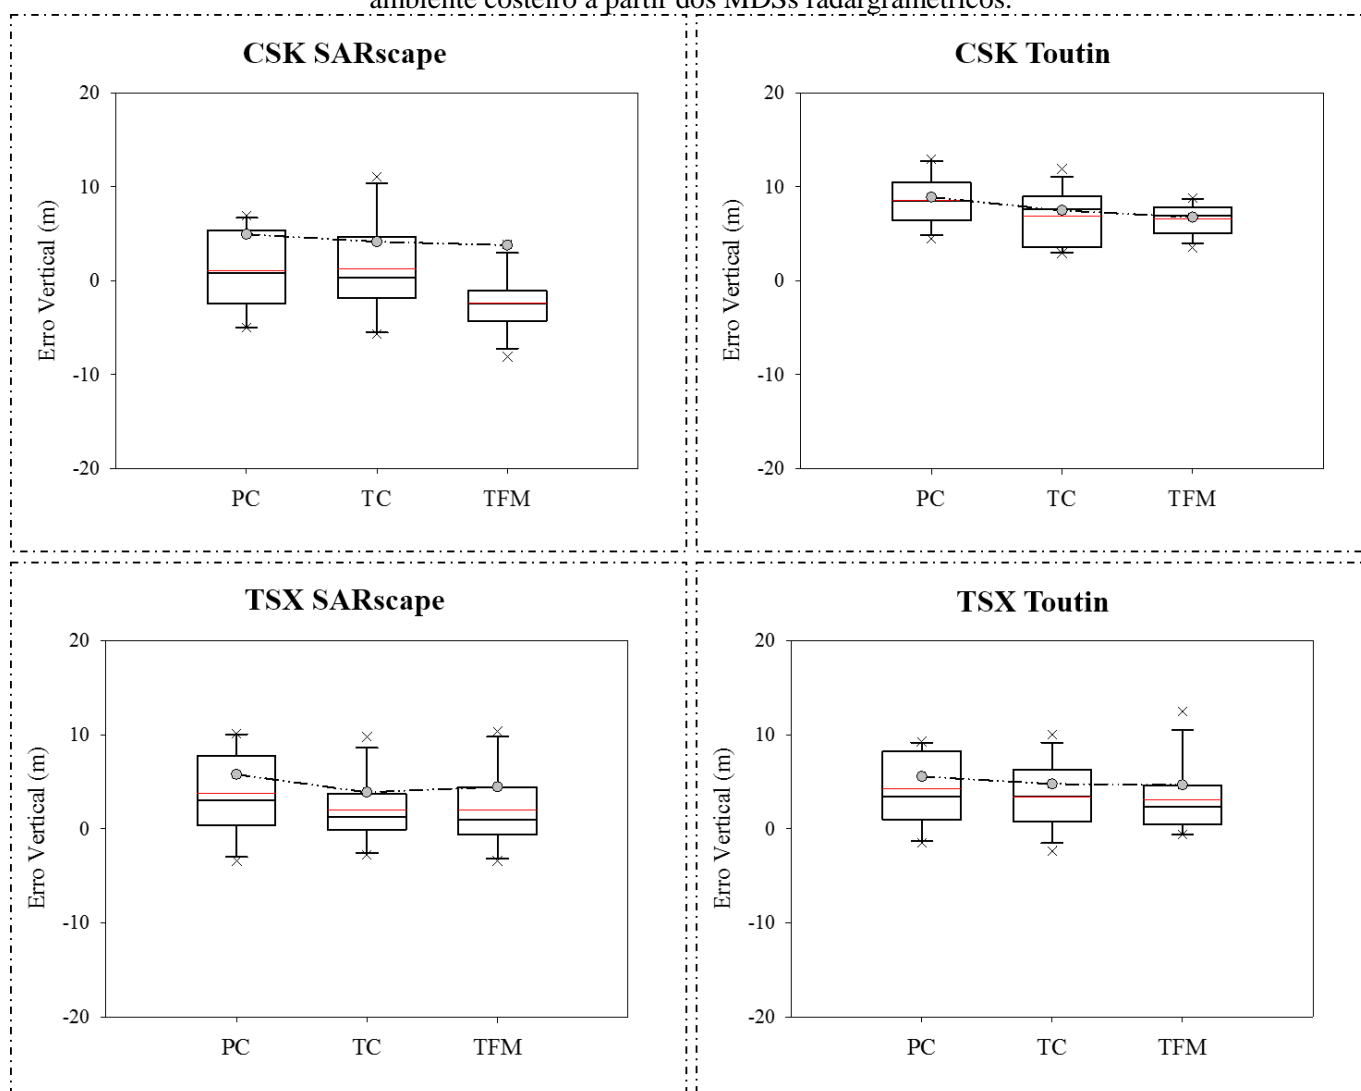 ambiente costeiro a partir dos MDSs radargramétricos.
CSK SARscape
20
10
0
-10
-20
Erro Vertical (m)
PC TC TFM
CSK Toutin
20
10
0
-10
-20
Erro Vertical (m)
PC TC TFM
TSX SARscape
20
10
0
-10
-20
Erro Vertical (m)
PC TC TFM
TSX Toutin
20
10
0
-10
-20
Erro Vertical (m)
PC TC TFM